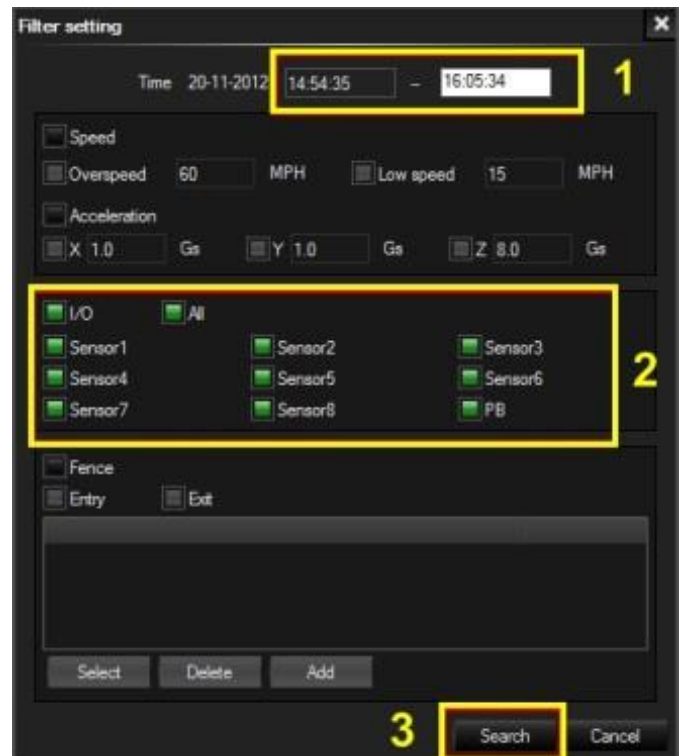 Filter setting
Time 20-11-2012 14:54:35 – 16:05:34 1
Speed
Overspeed 60 MPH Low speed 15 MPH
Acceleration
X 1.0 Gs Y 1.0 Gs Z 8.0 Gs
I/O All
Sensor1 Sensor2 Sensor3
Sensor4 Sensor5 Sensor6 2
Sensor7 Sensor8 PB
Fence
Entry Exit
Select Delete Add
3 Search Cancel